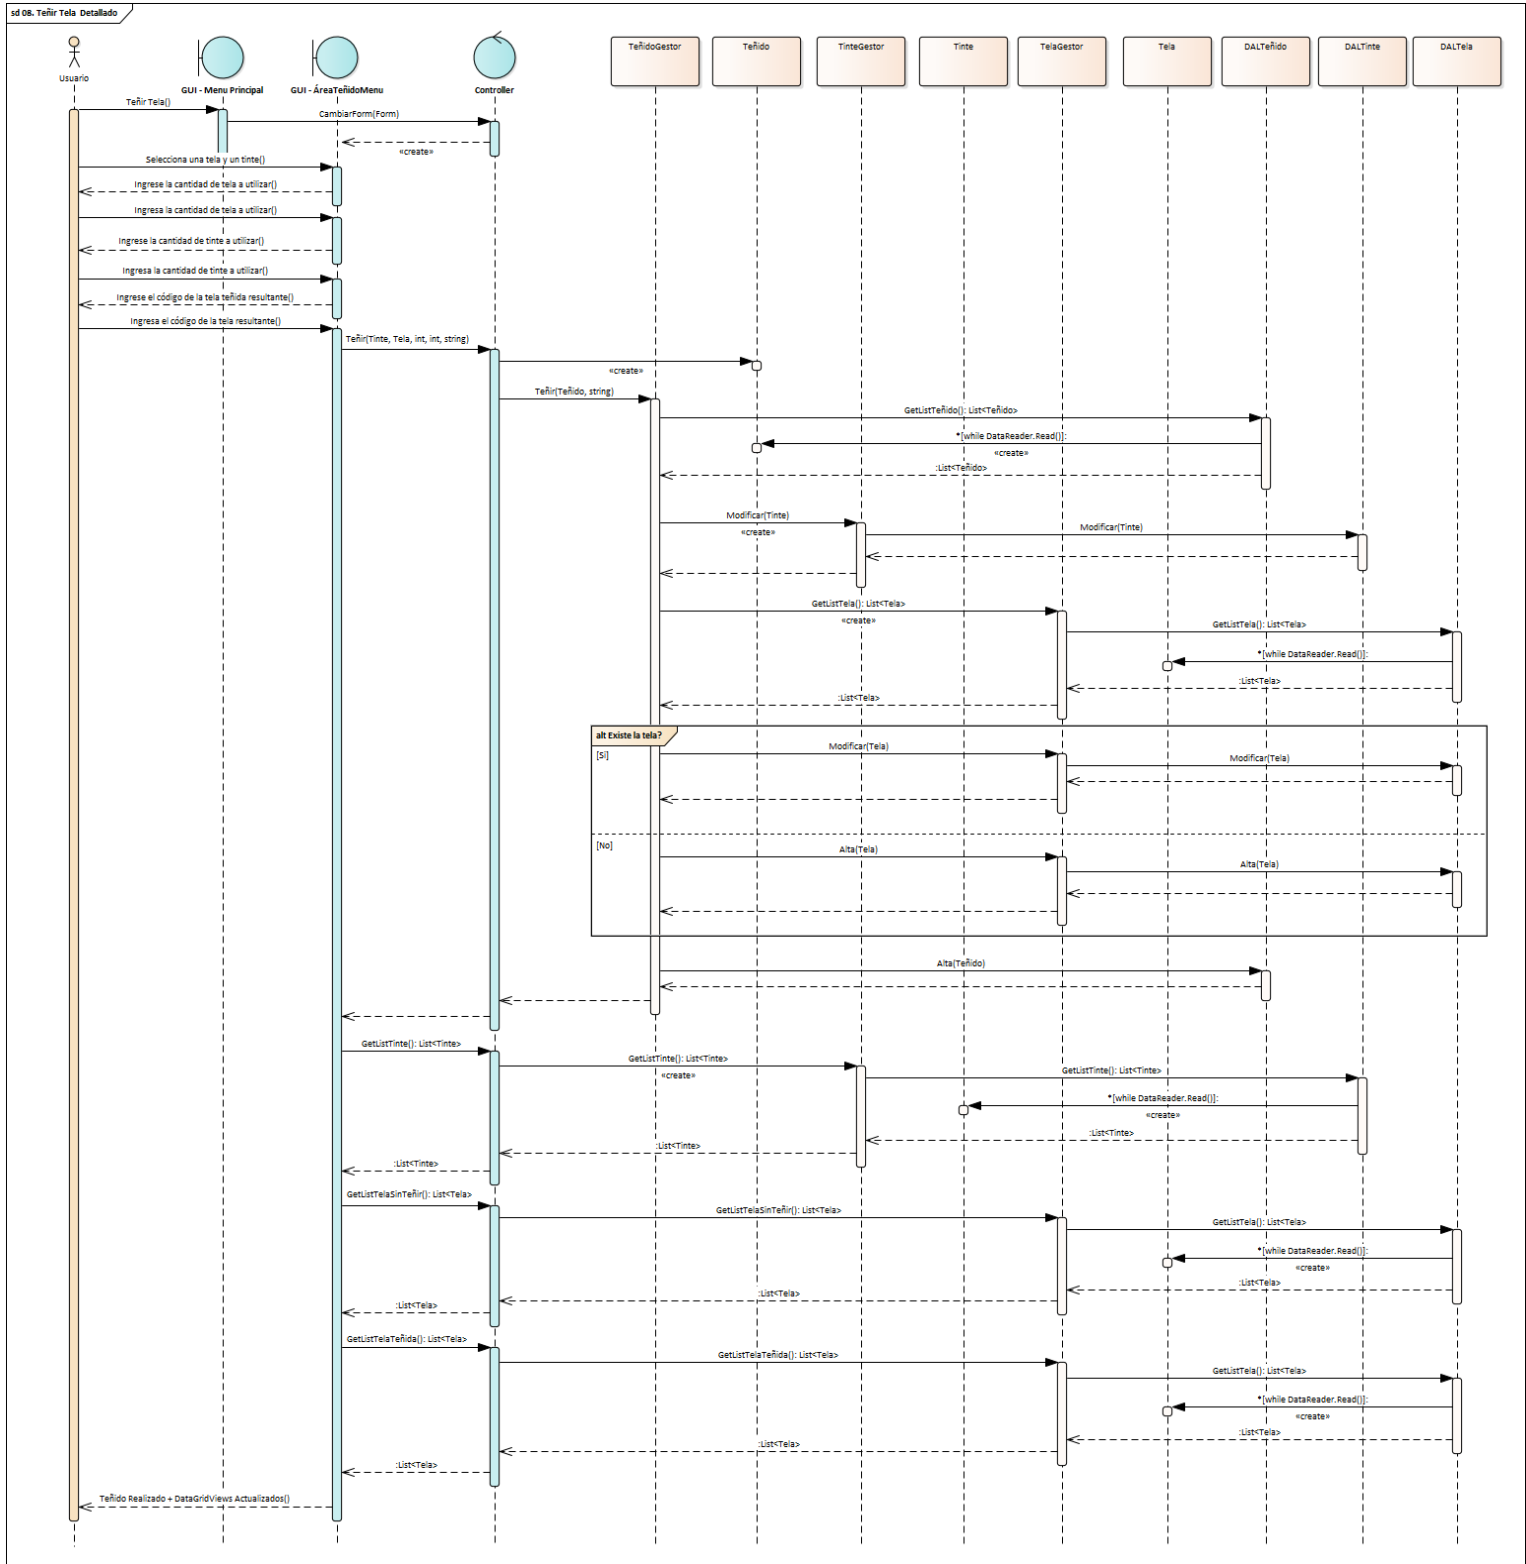 sd 08. Teñir Tela Detallado
Usuario
GUI - Menu Principal
GUI - ÁreaTeñidoMenu
Controller
TeñidoGestor
Teñido
TinteGestor
Tinte
TelaGestor
Tela
DALTeñido
DALTinte
DALTela
Teñir Tela()
CambiarForm(Form)
«create»
Selecciona una tela y un tinte()
Ingrese la cantidad de tela a utilizar()
Ingresa la cantidad de tela a utilizar()
Ingrese la cantidad de tinte a utilizar()
Ingresa la cantidad de tinte a utilizar()
Ingrese el código de la tela teñida resultante()
Ingresa el código de la tela resultante()
Teñir(Tinte, Tela, int, int, string)
«create»
Teñir(Teñido, string)
GetListTeñido(): List<Teñido>
*[while DataReader.Read()]:
«create»
:List<Teñido>
Modificar(Tinte)
«create»
Modificar(Tinte)
GetListTela(): List<Tela>
«create»
GetListTela(): List<Tela>
*[while DataReader.Read()]:
:List<Tela>
:List<Tela>
alt Existe la tela?
[Si]
Modificar(Tela)
Modificar(Tela)
[No]
Alta(Tela)
Alta(Tela)
Alta(Teñido)
GetListTinte(): List<Tinte>
GetListTinte(): List<Tinte>
«create»
GetListTinte(): List<Tinte>
*[while DataReader.Read()]:
«create»
:List<Tinte>
:List<Tinte>
:List<Tinte>
GetListTelaSinTeñir(): List<Tela>
GetListTelaSinTeñir(): List<Tela>
GetListTela(): List<Tela>
*[while DataReader.Read()]:
«create»
:List<Tela>
:List<Tela>
:List<Tela>
GetListTelaTeñida(): List<Tela>
GetListTelaTeñida(): List<Tela>
GetListTela(): List<Tela>
*[while DataReader.Read()]:
«create»
:List<Tela>
:List<Tela>
:List<Tela>
Teñido Realizado + DataGridViews Actualizados()